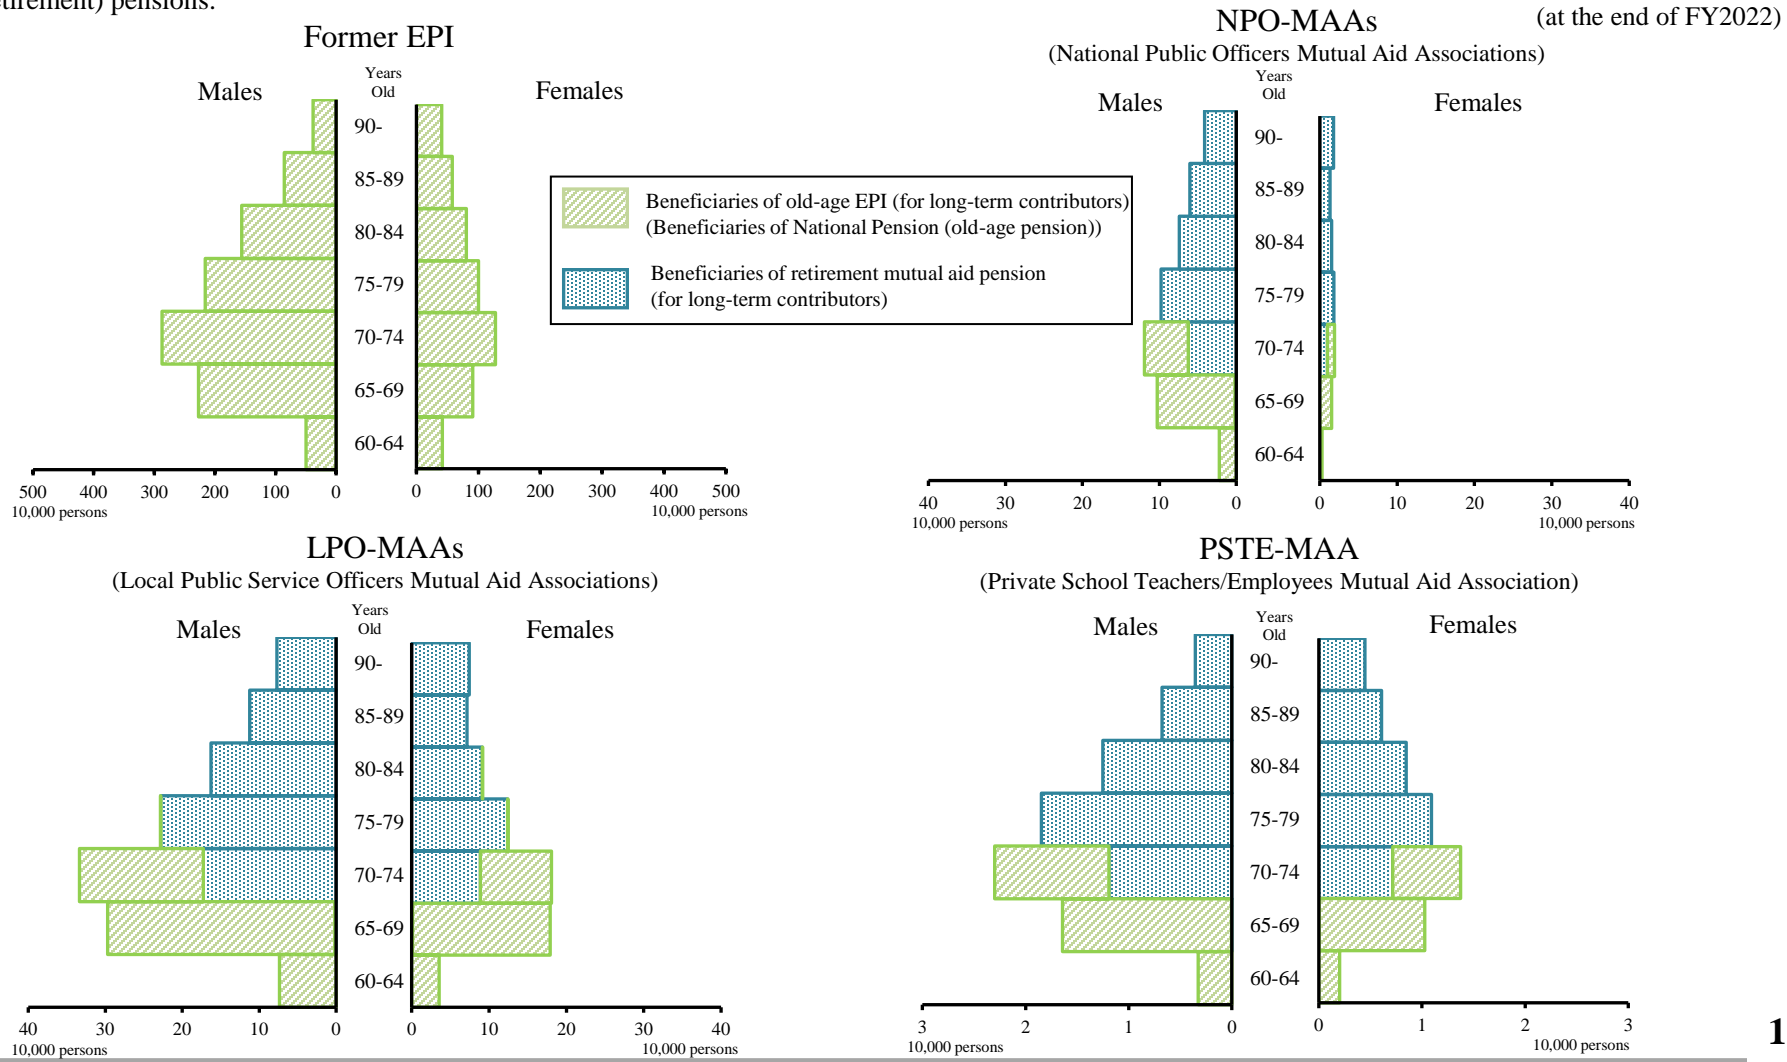 pensions.
(at the end of FY2022)
Former EPI
Years
Old
Males
Females
90-
85-89
80-84
75-79
70-74
65-69
60-64
500 400 300 200 100 0
0 100 200 300 400 500
10,000 persons
10,000 persons
Beneficiaries of old-age EPI (for long-term contributors)
(Beneficiaries of National Pension (old-age pension))
Beneficiaries of retirement mutual aid pension
(for long-term contributors)
NPO-MAAs
(National Public Officers Mutual Aid Associations)
Years
Old
Males
Females
90-
85-89
80-84
75-79
70-74
65-69
60-64
40 30 20 10 0
0 10 20 30 40
10,000 persons
10,000 persons
LPO-MAAs
(Local Public Service Officers Mutual Aid Associations)
Years
Old
Males
Females
90-
85-89
80-84
75-79
70-74
65-69
60-64
40 30 20 10 0
0 10 20 30 40
10,000 persons
10,000 persons
PSTE-MAA
(Private School Teachers/Employees Mutual Aid Association)
Years
Old
Males
Females
90-
85-89
80-84
75-79
70-74
65-69
60-64
3 2 1 0
0 1 2 3
10,000 persons
10,000 persons
1